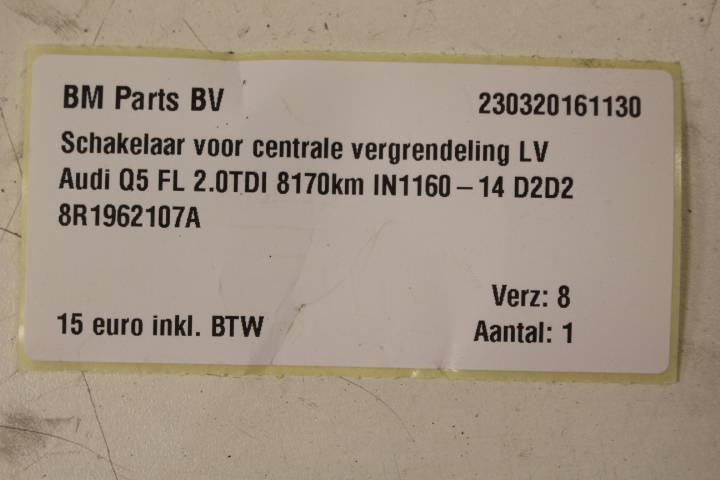 BM Parts BV 230320161130
Schakelaar voor centrale vergrendeling LV
Audi Q5 FL 2.0TDI 8170km IN1160 – 14 D2D2
8R1962107A
Verz: 8
15 euro inkl. BTW Aantal: 1